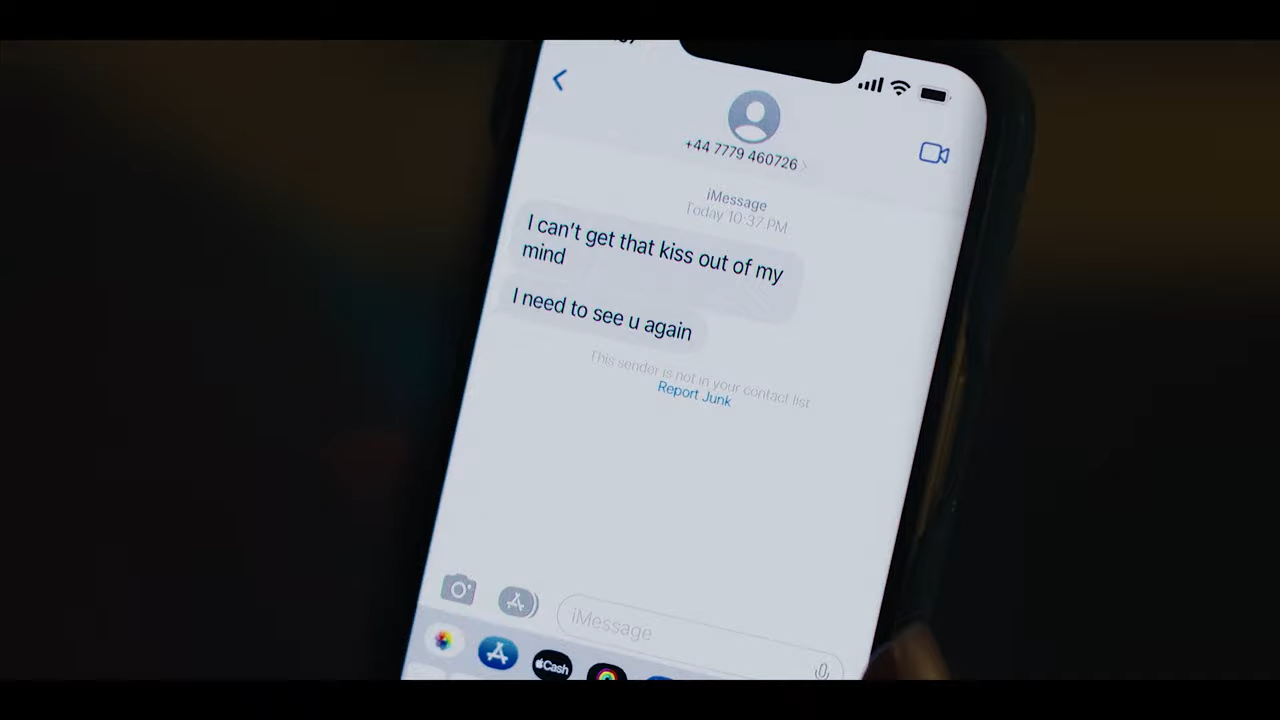 +44 7779 460726
iMessage
Today 10:37 PM
I can't get that kiss out of my
mind
I need to see u again
This sender is not in your contact list
Report Junk
iMessage
Cash